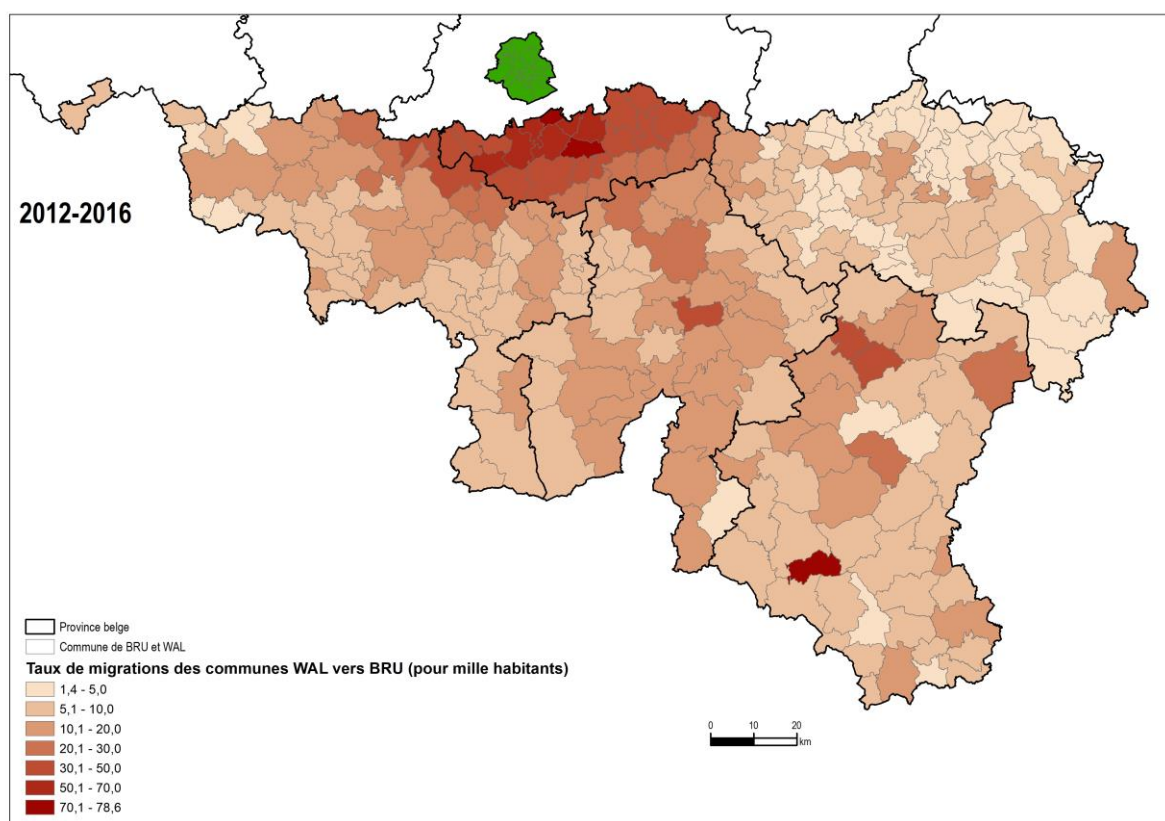 2012-2016
Province belge
Commune de BRU et WAL
Taux de migrations des communes WAL vers BRU (pour mille habitants)
1,4 - 5,0
5,1 - 10,0
10,1 - 20,0
20,1 - 30,0
30,1 - 50,0
50,1 - 70,0
70,1 - 78,6
0 10 20
km